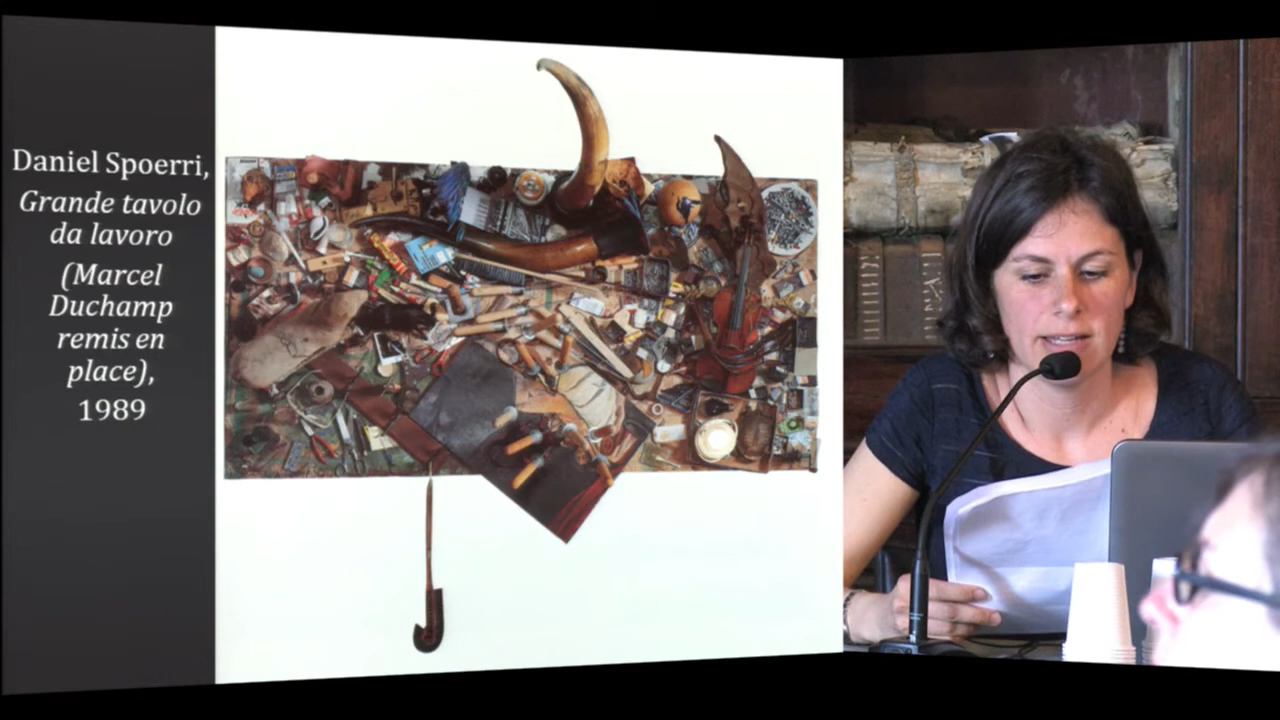 Daniel Spoerri,
Grande tavolo
da lavoro
(Marcel
Duchamp
remis en
place),
1989